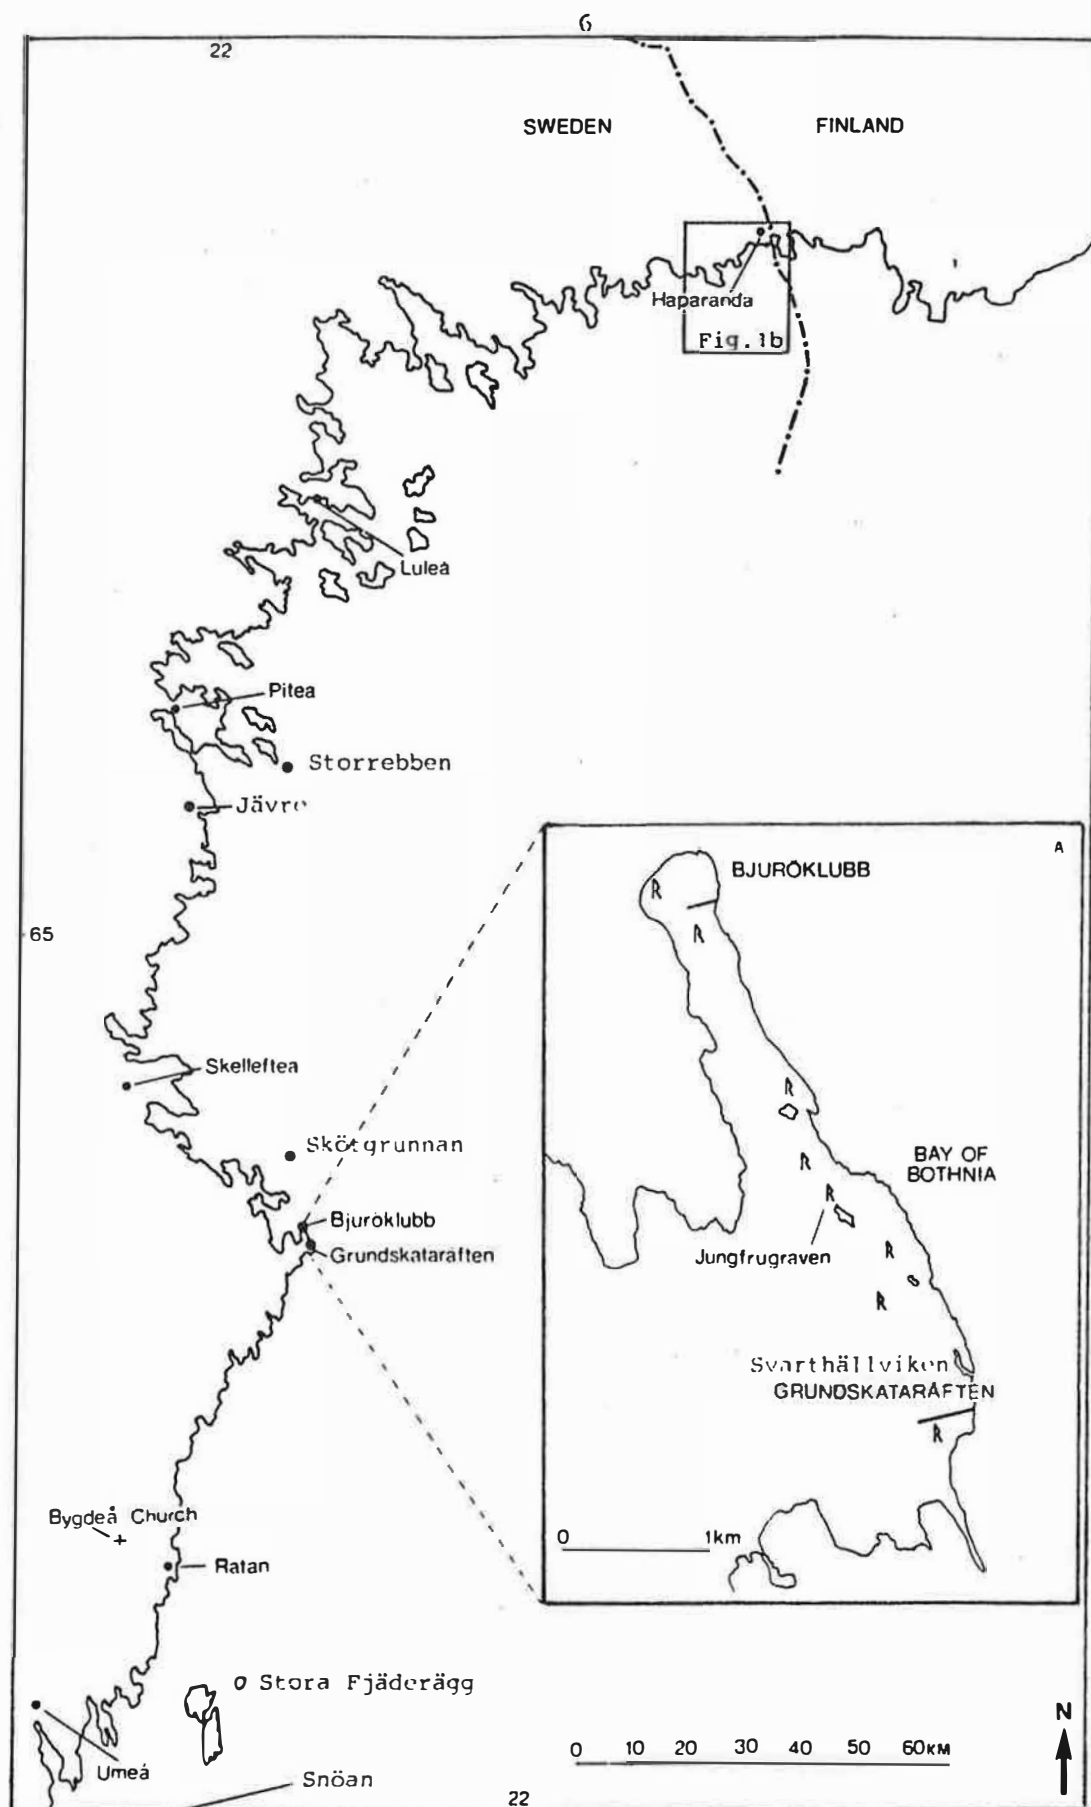 6
22
SWEDEN
FINLAND
Haparanda
Fig.1b
Luleå
Pitea
Storrebben
Jävre
A
BJURÖKLUBB
65
Skelleftea
Skötgrunnan
BAY OF
BOTHNIA
Bjuröklubb
Grundskataråften
Jungfrugraven
Svarthällviken
GRUNDSKATARÅFTEN
Bygdeå Church
0 1km
Ratan
Stora Fjäderägg
N
0 10 20 30 40 50 60KM
Umeå
Snöan
22
R
R
R
R
R
R
R
R